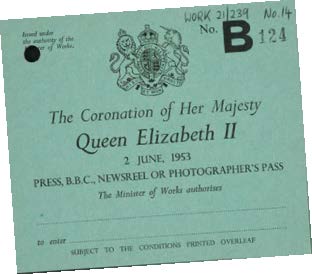 WORK 21/239 No. 14
Issued under
the authority of the
Minister of Works.
No. B 124
The Coronation of Her Majesty
Queen Elizabeth II
2 JUNE, 1953
PRESS, B.B.C., NEWSREEL OR PHOTOGRAPHER'S PASS
The Minister of Works authorises
to enter
SUBJECT TO THE CONDITIONS PRINTED OVERLEAF